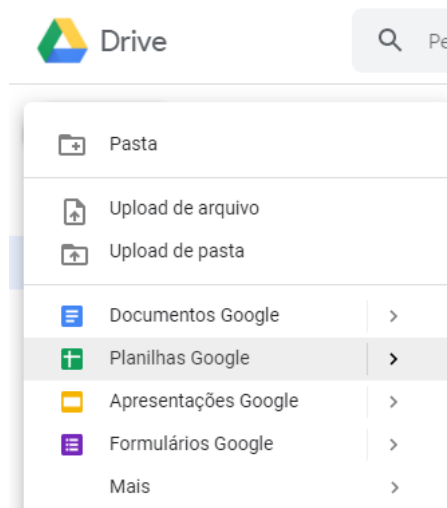 Drive
Pasta
Upload de arquivo
Upload de pasta
Documentos Google
Planilhas Google
Apresentações Google
Formulários Google
Mais